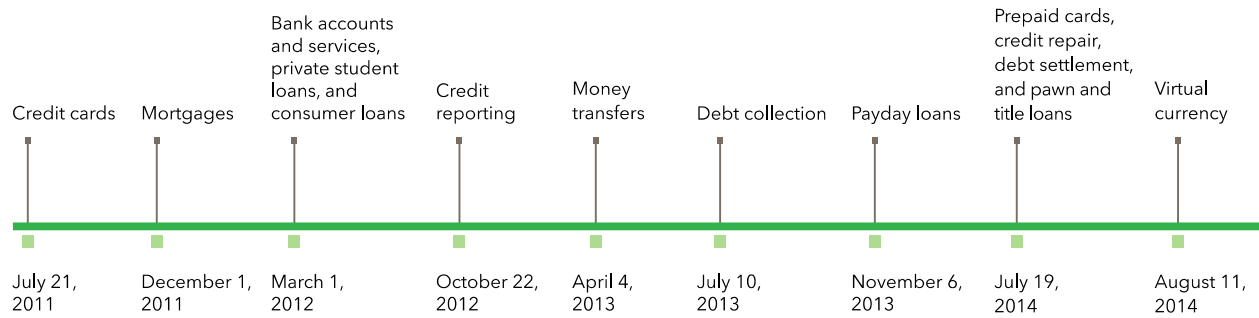 Credit cards
Mortgages
Bank accounts
and services,
private student
loans, and
consumer loans
Credit
reporting
Money
transfers
Debt collection
Payday loans
Prepaid cards,
credit repair,
debt settlement,
and pawn and
title loans
Virtual
currency
July 21,
2011
December 1,
2011
March 1,
2012
October 22,
2012
April 4,
2013
July 10,
2013
November 6,
2013
July 19,
2014
August 11,
2014